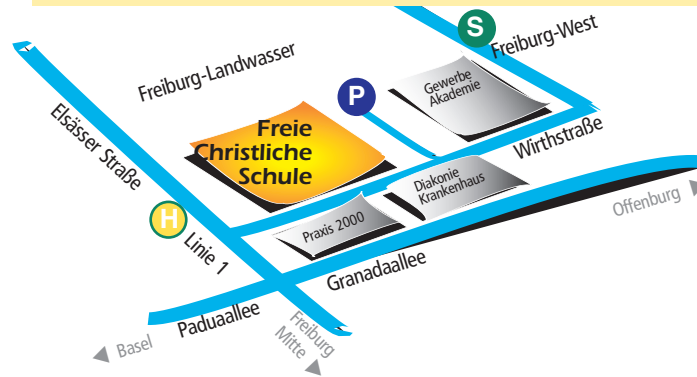 S
Freiburg-West
Freiburg-Landwasser
Gewerbe
Akademie
P
Elsässer Straße
Freie
Christliche
Schule
Wirthstraße
Diakonie
Krankenhaus
Offenburg
H
Linie 1
Praxis 2000
Granadaallee
Paduaallee
Basel
Freiburg
Mitte